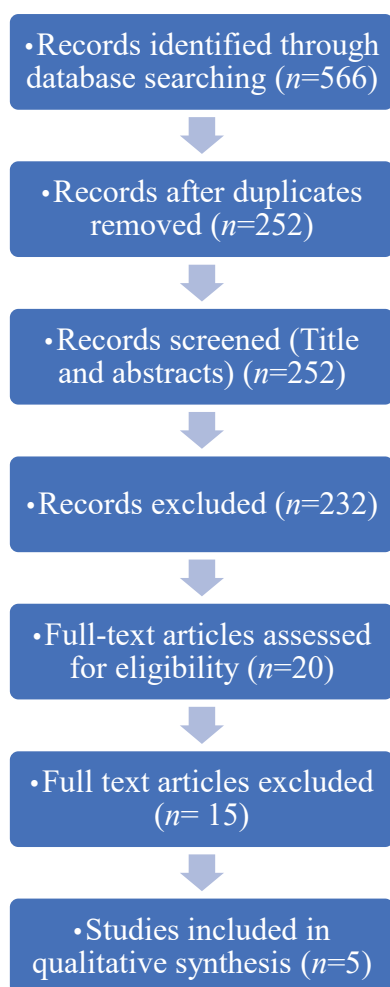 •Records identified through
database searching (n=566)
•Records after duplicates
removed (n=252)
•Records screened (Title
and abstracts) (n=252)
•Records excluded (n=232)
•Full-text articles assessed
for eligibility (n=20)
•Full text articles excluded
(n= 15)
•Studies included in
qualitative synthesis (n=5)